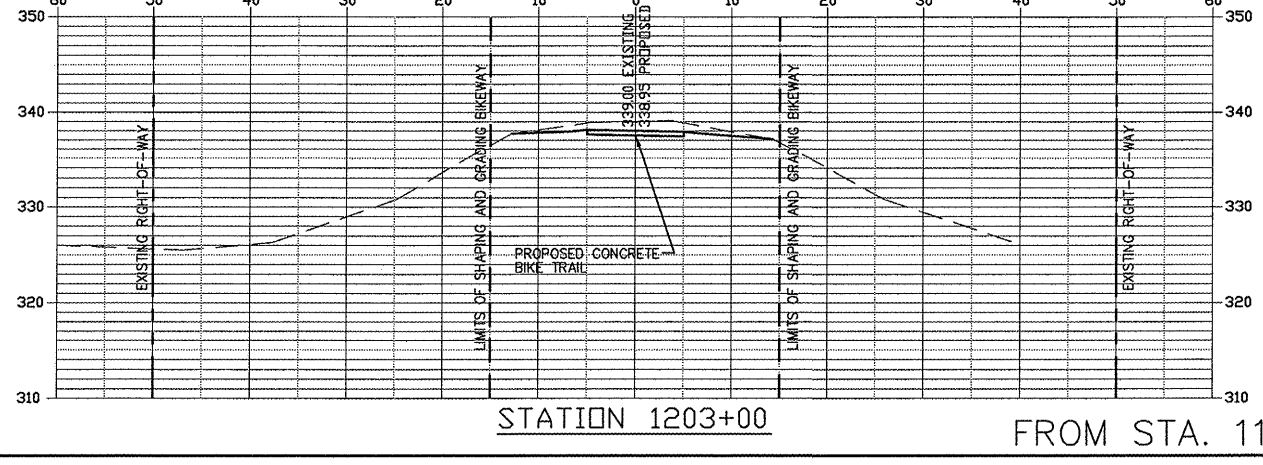 60 50 40 30 20 10 0 10 20 30 40 50 60
350 350
339.00 EXISTING
338.95 PROPOSED
340 340
LIMITS OF SHAPING AND GRADING BIKEWAY
LIMITS OF SHAPING AND GRADING BIKEWAY
EXISTING RIGHT-OF-WAY
EXISTING RIGHT-OF-WAY
330 330
PROPOSED CONCRETE
BIKE TRAIL
320 320
310 310
STATION 1203+00
FROM STA. 11